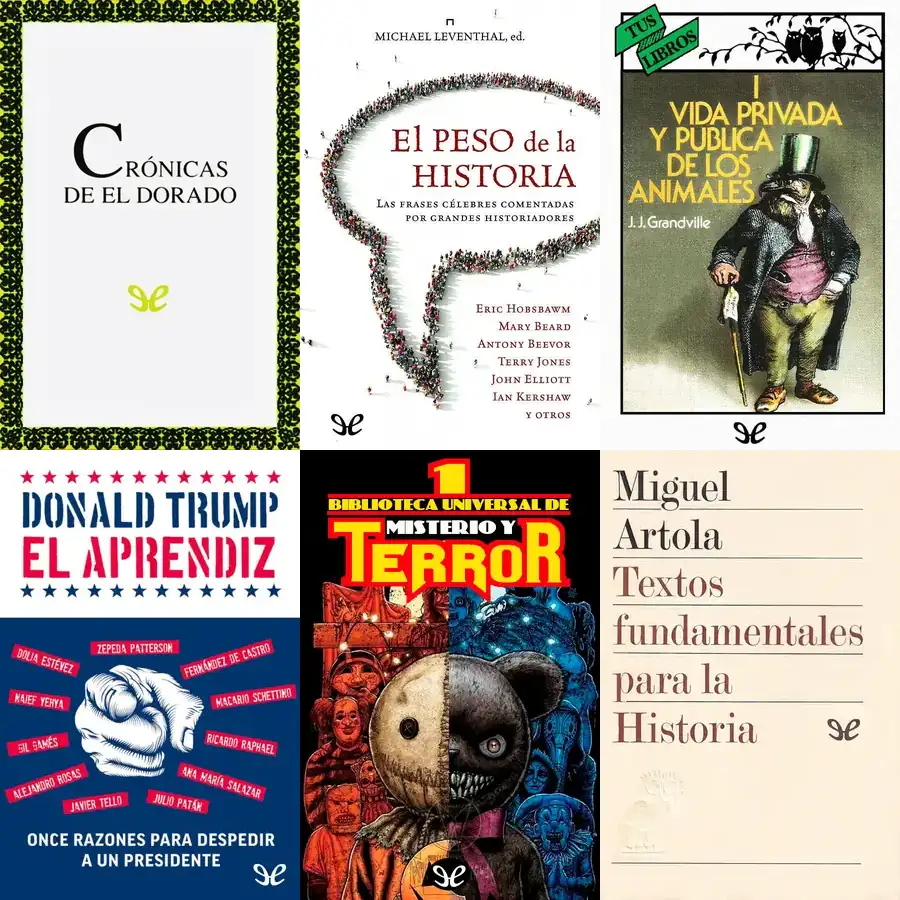 CRÓNICAS
DE EL DORADO
MICHAEL LEVENTHAL, ed.
El PESO de la
HISTORIA
LAS FRASES CÉLEBRES COMENTADAS
POR GRANDES HISTORIADORES
ERIC HOBSBAWM
MARY BEARD
ANTONY BEEVOR
TERRY JONES
JOHN ELLIOTT
IAN KERSHAW
Y OTROS
TUS
LIBROS
I
VIDA PRIVADA
Y PUBLICA
DE LOS
ANIMALES
J.J. Grandville
DONALD TRUMP
EL APRENDIZ
DOLIA ESTÉVEZ
ZEPEDA PATTERSON
FERNÁNDEZ DE CASTRO
NAIEF YEHYA
MACARIO SCHETTINO
GIL GAMÉS
RICARDO RAPHAEL
ALEJANDRO ROSAS
ANA MARÍA SALAZAR
JAVIER TELLO
JULIO PATÁN
ONCE RAZONES PARA DESPEDIR
A UN PRESIDENTE
1
BIBLIOTECA UNIVERSAL DE
MISTERIO Y
TERROR
Miguel
Artola
Textos
fundamentales
para la
Historia